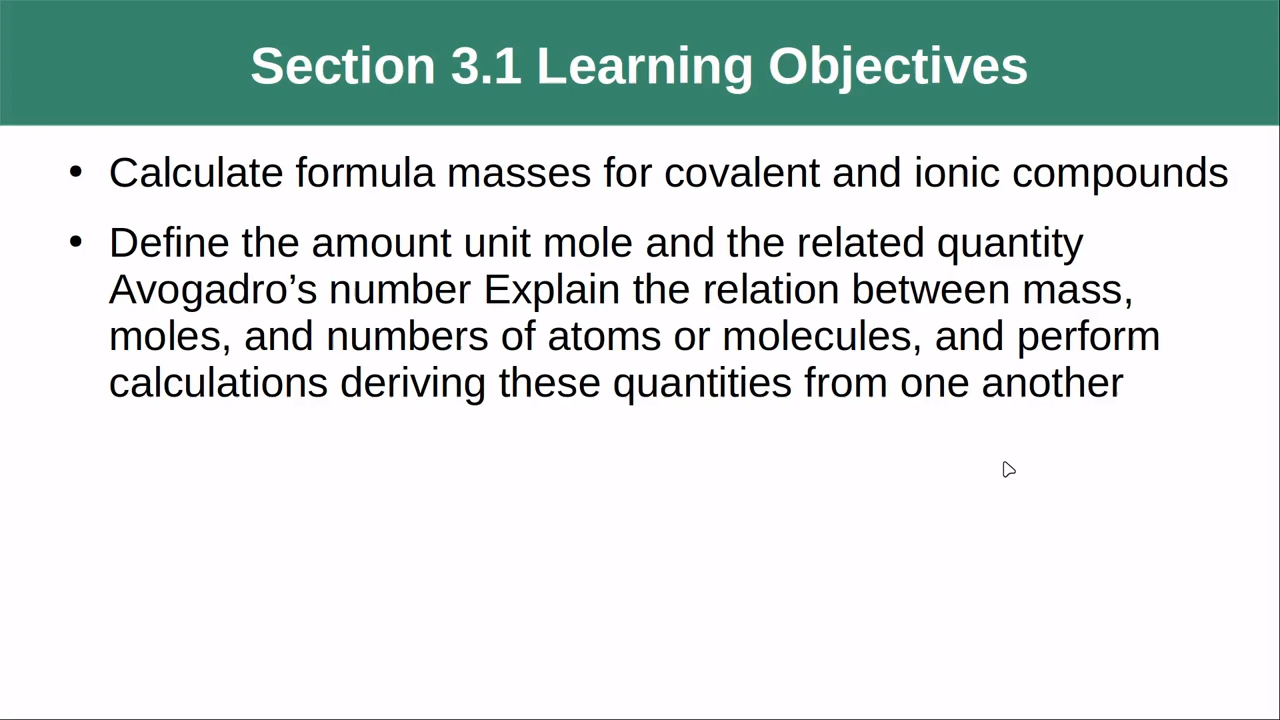 Section 3.1 Learning Objectives
• Calculate formula masses for covalent and ionic compounds
• Define the amount unit mole and the related quantity
Avogadro’s number Explain the relation between mass,
moles, and numbers of atoms or molecules, and perform
calculations deriving these quantities from one another